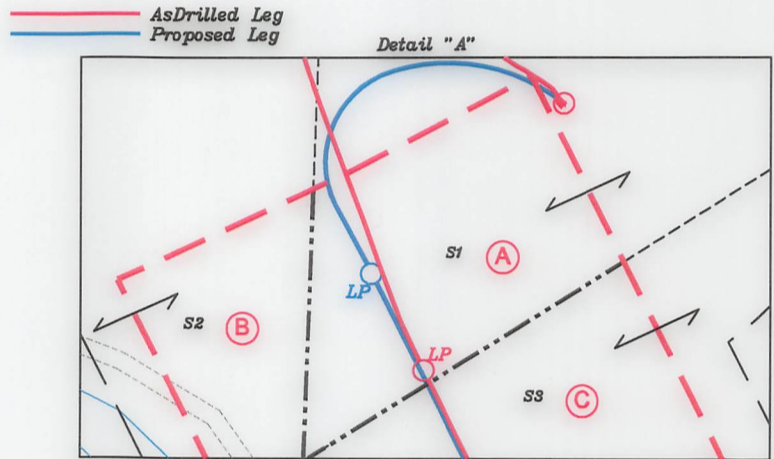 AsDrilled Leg
Proposed Leg
Detail "A"
S1 A
LP
S2 B
LP
S3 C